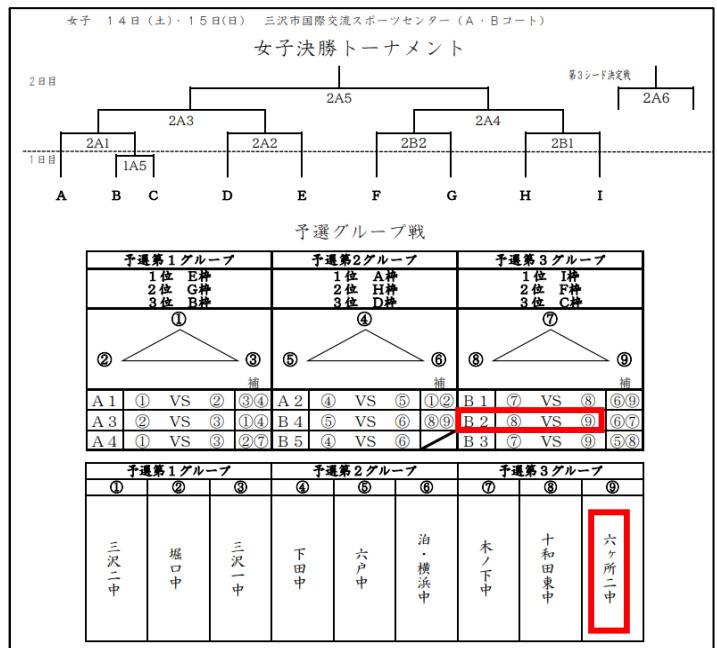 女子 14日(土)・15日(日) 三沢市国際交流スポーツセンター(A・Bコート)
女子決勝トーナメント
2日目
第3シード決定戦
2A5
2A6
2A3
2A4
2A1
2A2
2B2
2B1
1日目
1A5
A B C D E F G H I
予選グループ戦
予選第1グループ 予選第2グループ 予選第3グループ
1位 E枠 1位 A枠 1位 I枠
2位 G枠 2位 H枠 2位 F枠
3位 B枠 3位 D枠 3位 C枠
① ④ ⑦
② ③ ⑤ ⑥ ⑧ ⑨
補 補 補
A1 ① VS ② ③④ A2 ④ VS ⑤ ①② B1 ⑦ VS ⑧ ⑥⑨
A3 ② VS ③ ①④ B4 ⑤ VS ⑥ ⑧⑨ B2 ⑧ VS ⑨ ⑥⑦
A4 ① VS ③ ②⑦ B5 ④ VS ⑥ B3 ⑦ VS ⑨ ⑤⑧
予選第1グループ 予選第2グループ 予選第3グループ
① ② ③ ④ ⑤ ⑥ ⑦ ⑧ ⑨
三沢二中
堀口中
三沢一中
下田中
六戸中
泊・横浜中
木ノ下中
十和田東中
六ヶ所二中